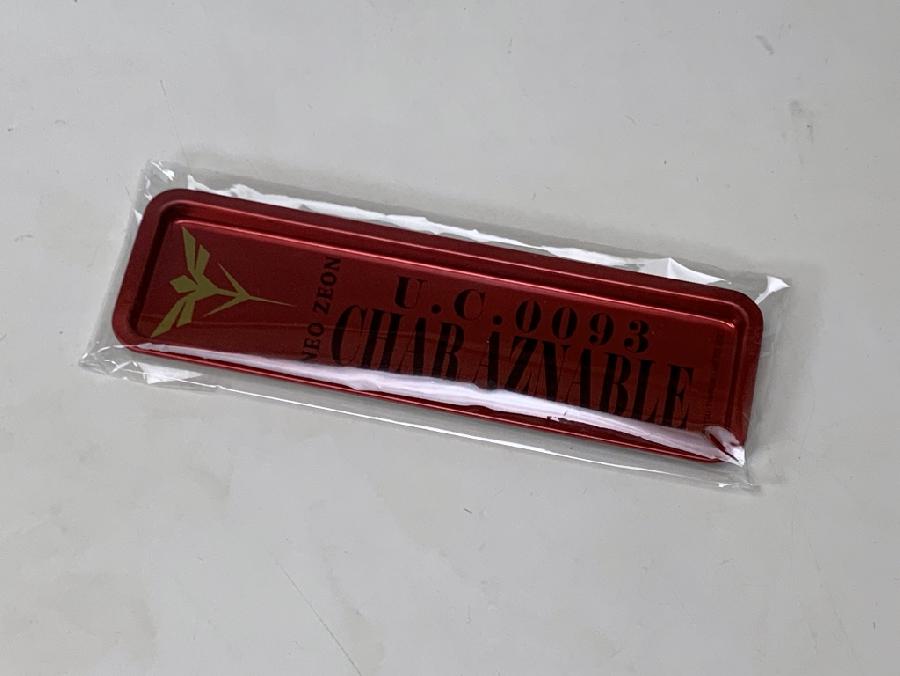 NEO ZEON
U.C.0093
CHAR AZNABLE